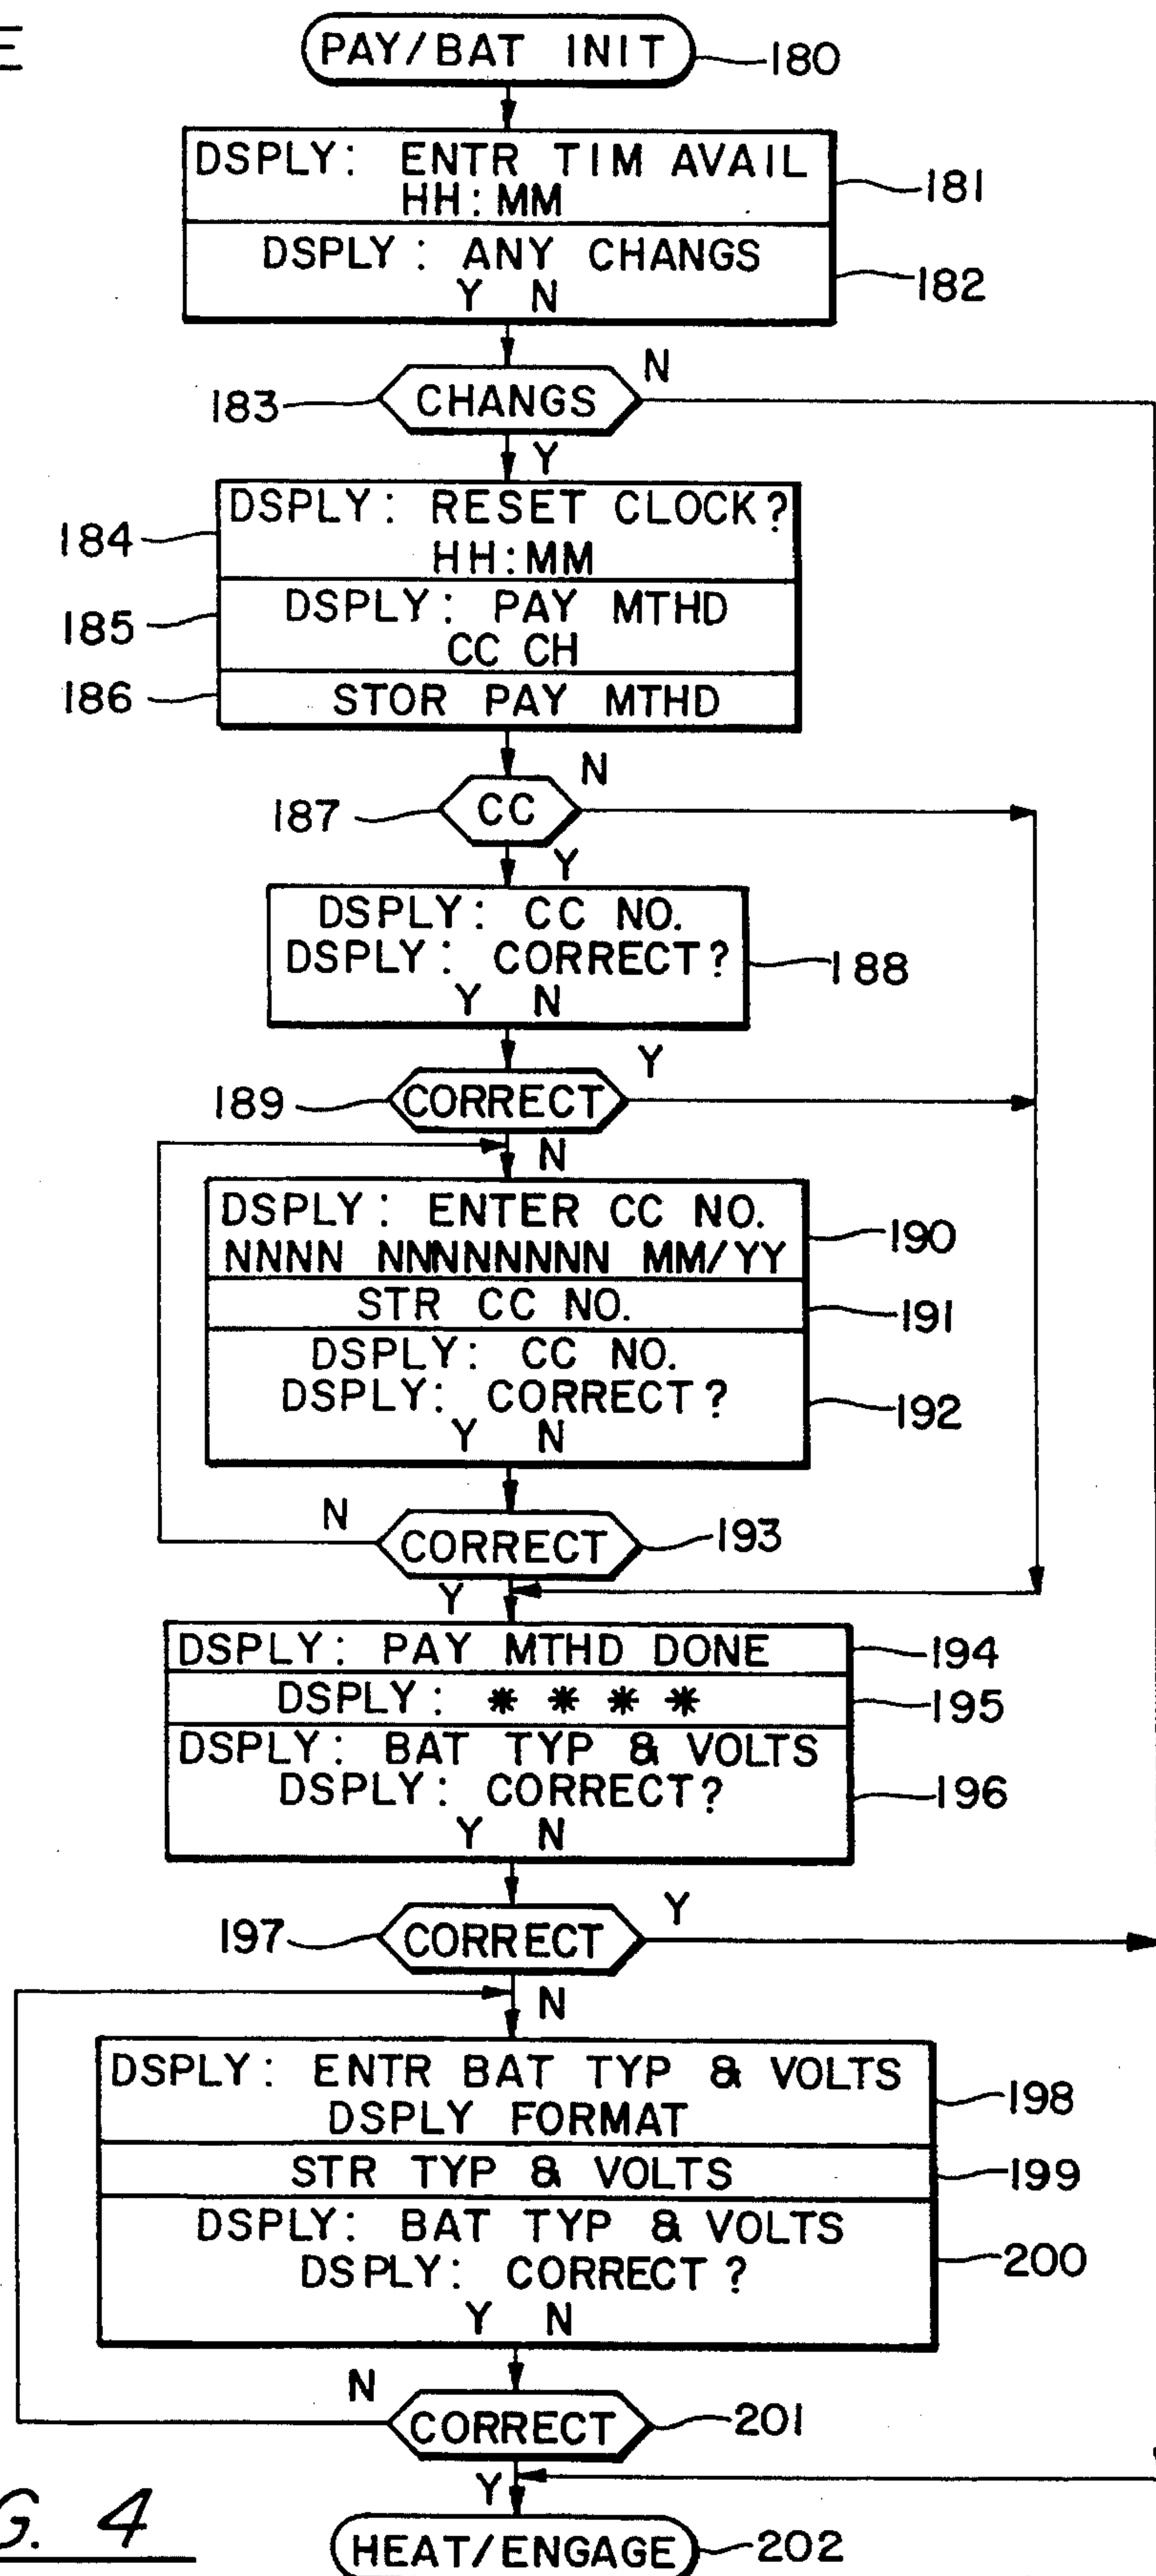 PAY/BAT INIT 180
DSPLY: ENTR TIM AVAIL
HH:MM
181
DSPLY: ANY CHANGS
Y N
182
183 CHANGS N
Y
184 DSPLY: RESET CLOCK?
HH:MM
185 DSPLY: PAY MTHD
CC CH
186 STOR PAY MTHD
N
187 CC
Y
DSPLY: CC NO.
DSPLY: CORRECT? 188
Y N
Y
189 CORRECT
N
DSPLY: ENTER CC NO. 190
NNNN NNNNNNNN MM/YY
STR CC NO. 191
DSPLY: CC NO.
DSPLY: CORRECT? 192
Y N
N
CORRECT 193
Y
DSPLY: PAY MTHD DONE 194
DSPLY: * * * * 195
DSPLY: BAT TYP & VOLTS
DSPLY: CORRECT? 196
Y N
Y
197 CORRECT
N
DSPLY: ENTR BAT TYP & VOLTS 198
DSPLY FORMAT
STR TYP & VOLTS 199
DSPLY: BAT TYP & VOLTS
DSPLY: CORRECT? 200
Y N
N
CORRECT 201
Y
G. 4
HEAT/ENGAGE 202